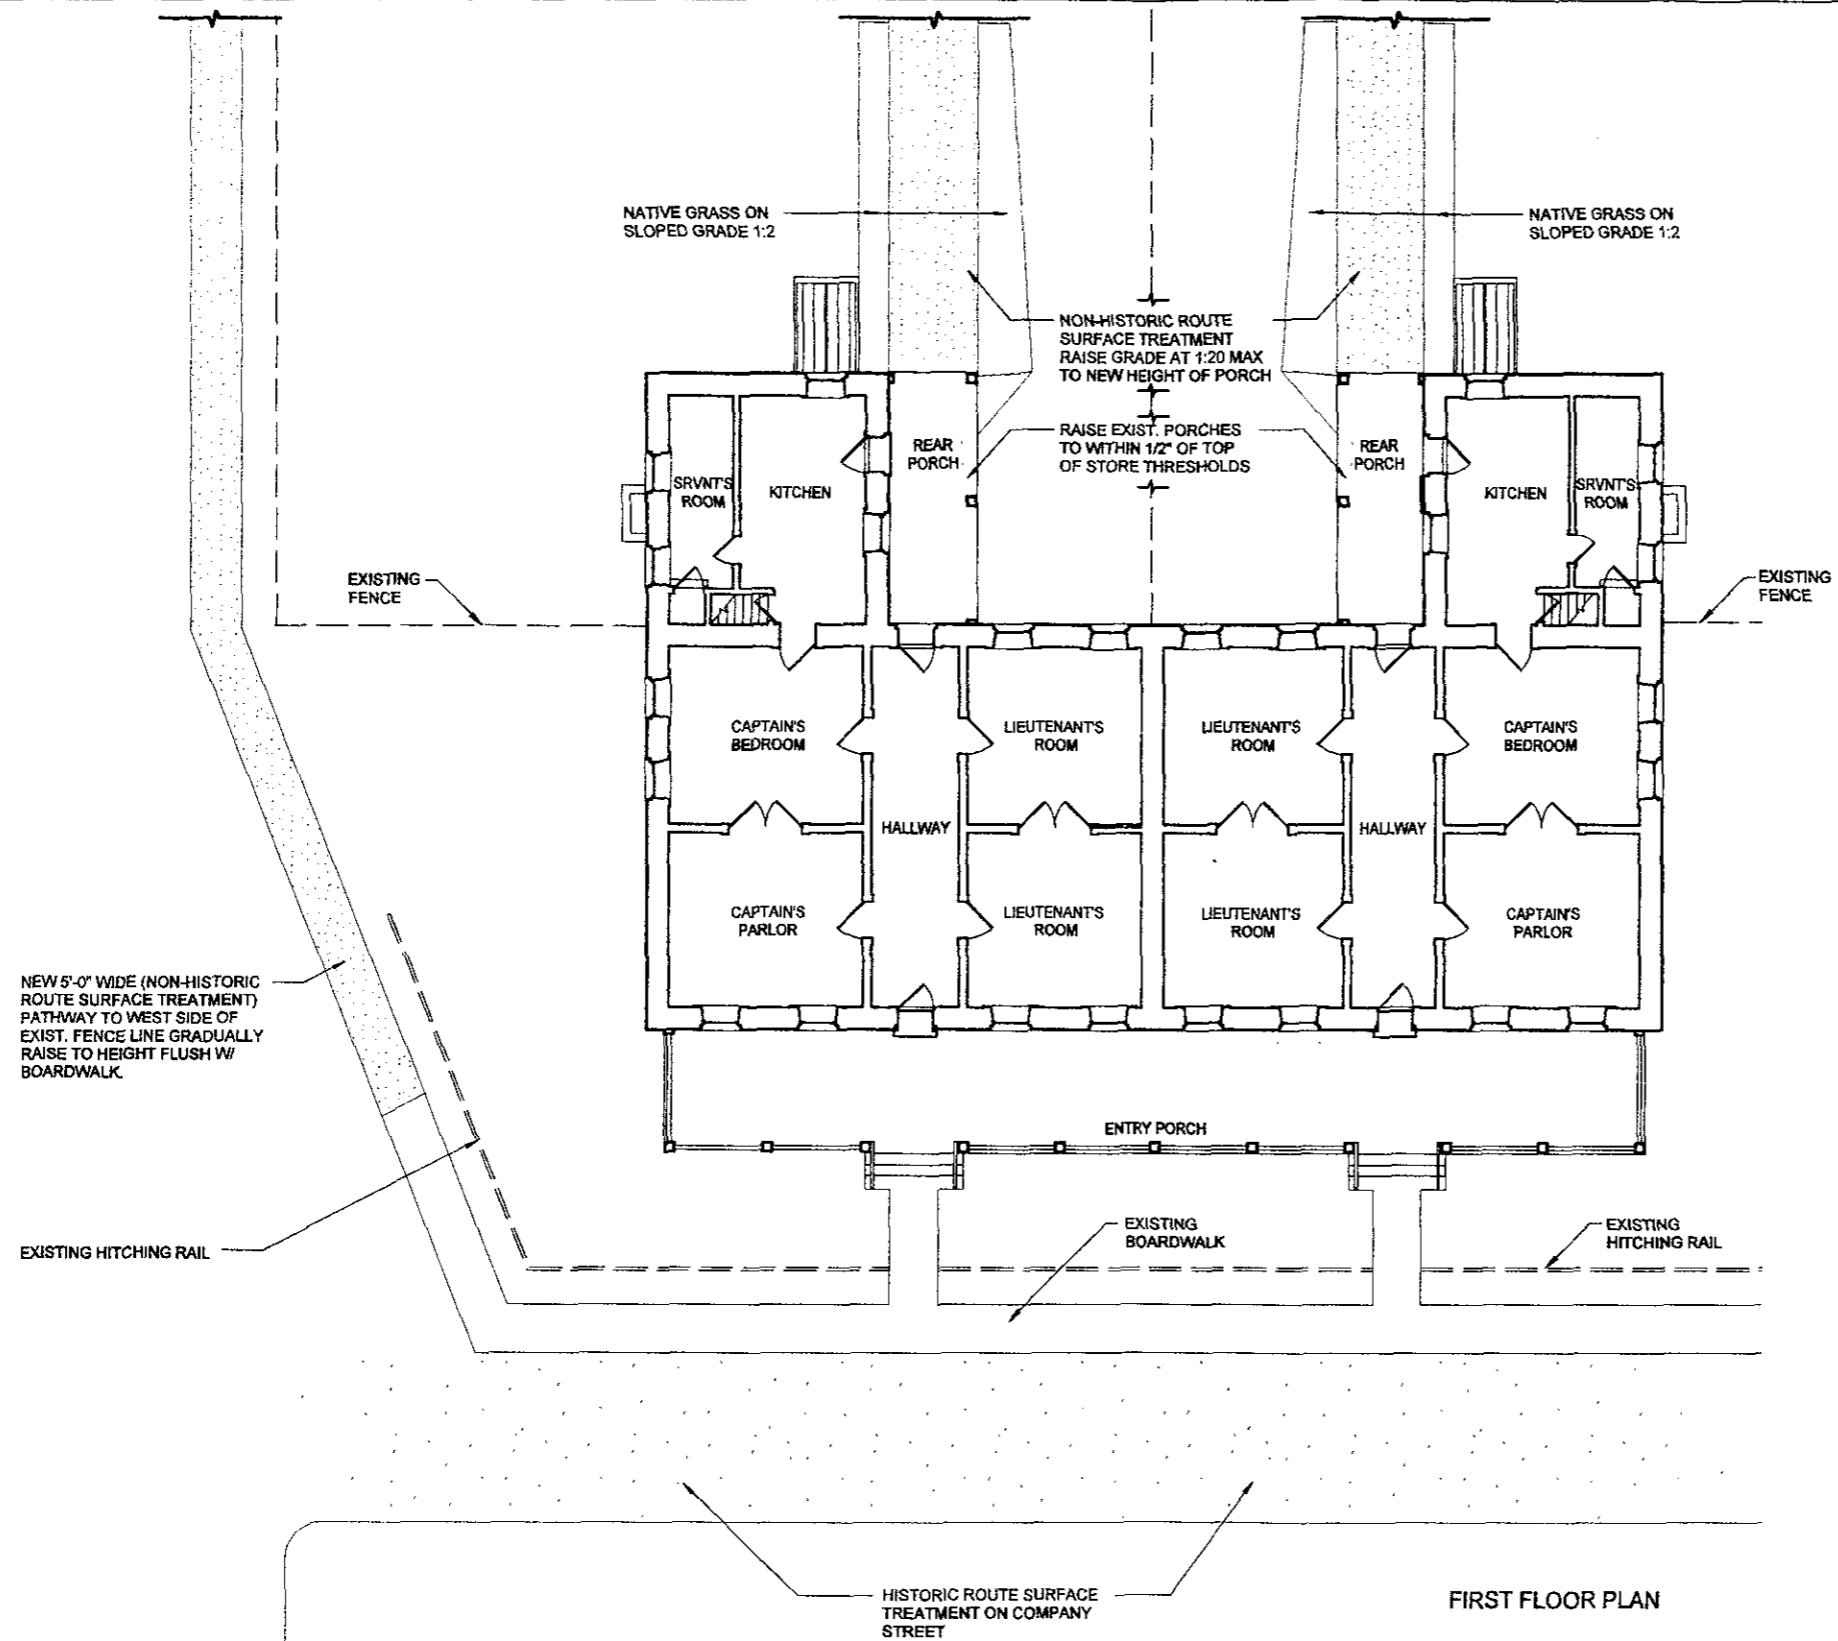 NATIVE GRASS ON
SLOPED GRADE 1:2
NATIVE GRASS ON
SLOPED GRADE 1:2
NON-HISTORIC ROUTE
SURFACE TREATMENT
RAISE GRADE AT 1:20 MAX
TO NEW HEIGHT OF PORCH
RAISE EXIST. PORCHES
TO WITHIN 1/2" OF TOP
OF STORE THRESHOLDS
REAR
PORCH
REAR
PORCH
SRVNT'S
ROOM
KITCHEN
KITCHEN
SRVNT'S
ROOM
EXISTING
FENCE
EXISTING
FENCE
CAPTAIN'S
BEDROOM
LIEUTENANT'S
ROOM
LIEUTENANT'S
ROOM
CAPTAIN'S
BEDROOM
HALLWAY
HALLWAY
CAPTAIN'S
PARLOR
LIEUTENANT'S
ROOM
LIEUTENANT'S
ROOM
CAPTAIN'S
PARLOR
NEW 5'-0" WIDE (NON-HISTORIC
ROUTE SURFACE TREATMENT)
PATHWAY TO WEST SIDE OF
EXIST. FENCE LINE GRADUALLY
RAISE TO HEIGHT FLUSH W/
BOARDWALK.
ENTRY PORCH
EXISTING HITCHING RAIL
EXISTING
BOARDWALK
EXISTING
HITCHING RAIL
HISTORIC ROUTE SURFACE
TREATMENT ON COMPANY
STREET
FIRST FLOOR PLAN